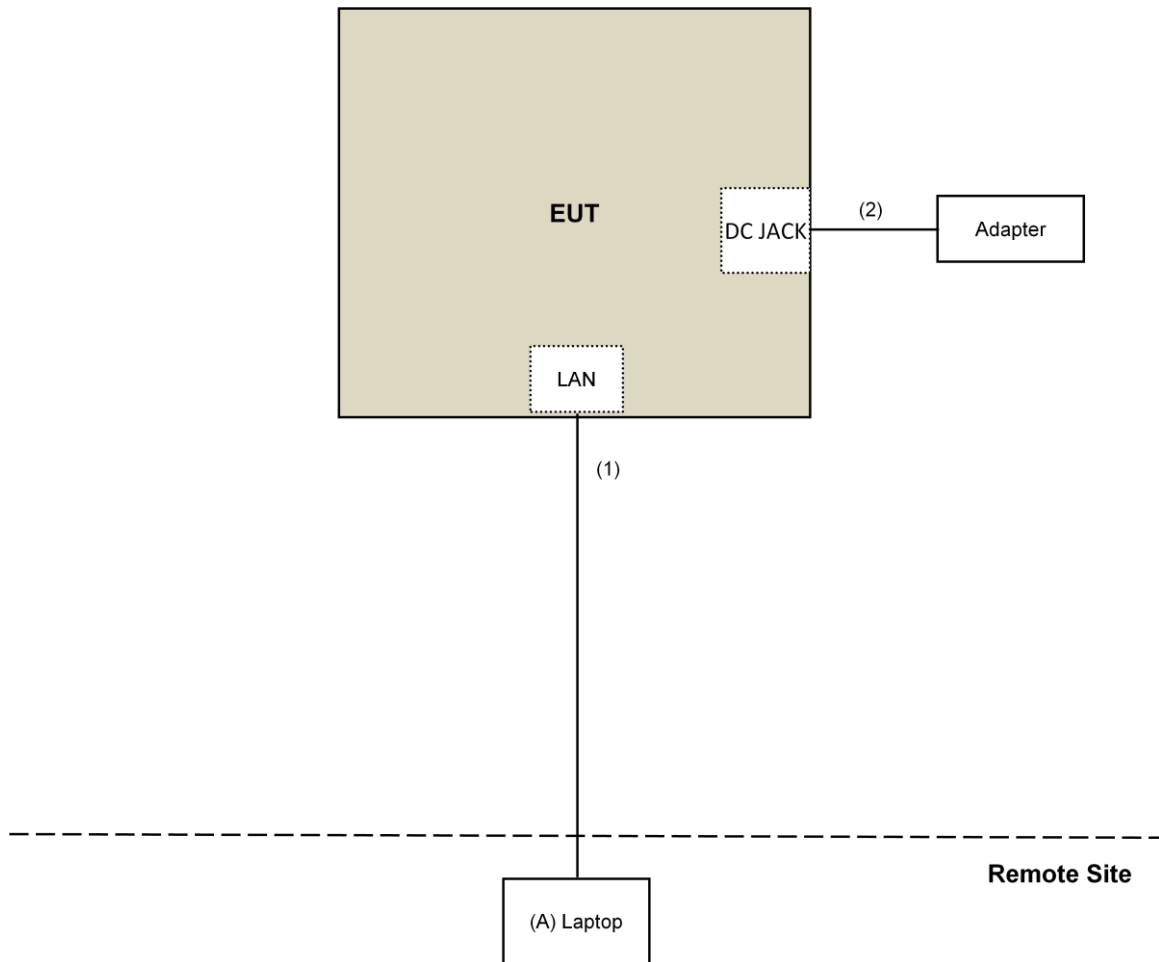 EUT
DC JACK
(2)
Adapter
LAN
(1)
Remote Site
(A) Laptop